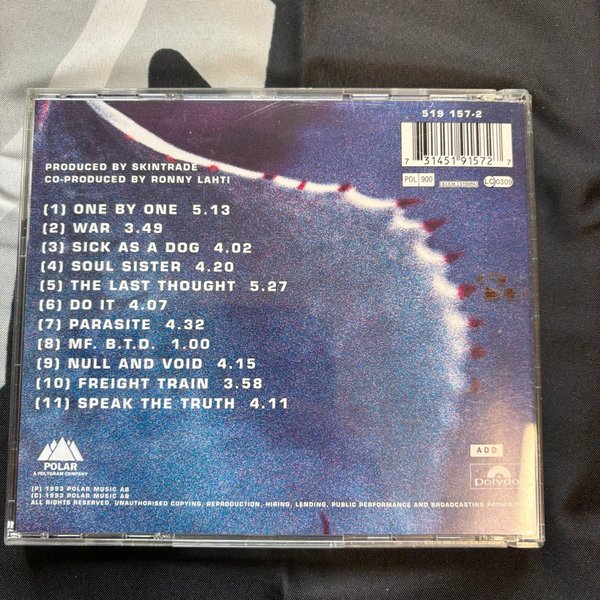 519 157-2
7 31451 91572 7
POL 900
LC 0309
PRODUCED BY SKINTRADE
CO-PRODUCED BY RONNY LAHTI
(1) ONE BY ONE 5.13
(2) WAR 3.49
(3) SICK AS A DOG 4.02
(4) SOUL SISTER 4.20
(5) THE LAST THOUGHT 5.27
(6) DO IT 4.07
(7) PARASITE 4.32
(8) MF. B.T.D. 1.00
(9) NULL AND VOID 4.15
(10) FREIGHT TRAIN 3.58
(11) SPEAK THE TRUTH 4.11
ADD
POLAR
A POLYGRAM COMPANY
polydor
(P) 1993 POLAR MUSIC AB
(C) 1993 POLAR MUSIC AB
ALL RIGHTS RESERVED, UNAUTHORISED COPYING, REPRODUCTION, HIRING, LENDING, PUBLIC PERFORMANCE AND BROADCASTING PROHIBIT